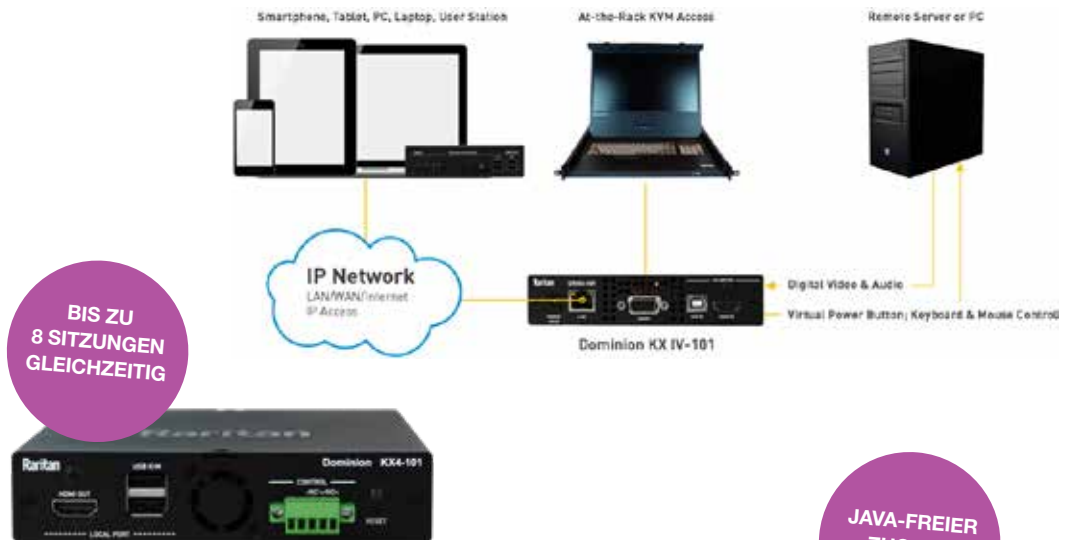 Smartphone, Tablet, PC, Laptop, User Station
At-the-Rack KVM Access
Remote Server or PC
IP Network
LAN/WAN/Internet
IP Access
Raritan
Digital Video & Audio
Virtual Power Button; Keyboard & Mouse Control
Dominion KX IV-101
BIS ZU
8 SITZUNGEN
GLEICHZEITIG
Raritan
Raritan
USB K/M
Dominion KX4-101
HDMI OUT
CONTROL
RESET
LOCAL PORT
JAVA-FREIER